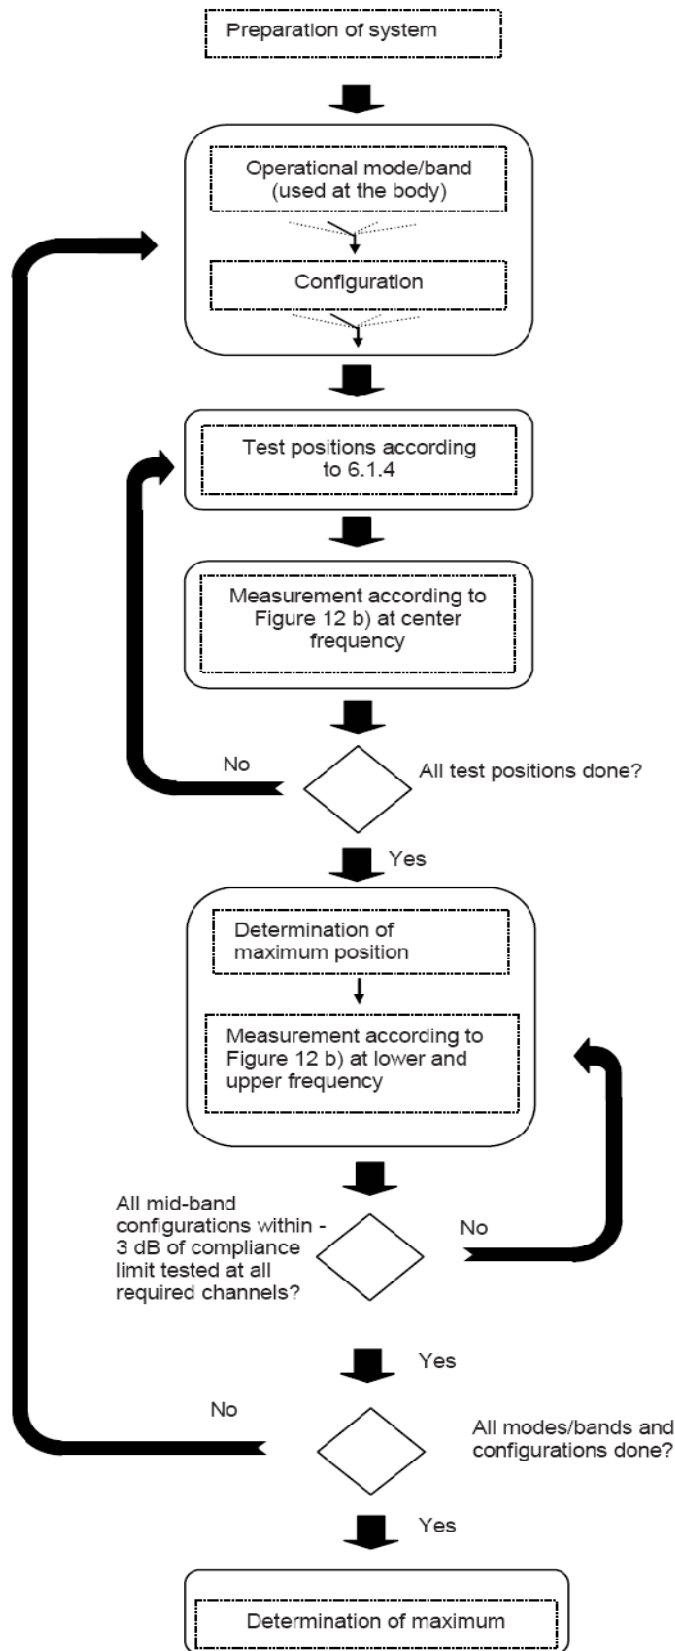 Preparation of system
Operational mode/band
(used at the body)
Configuration
Test positions according
to 6.1.4
Measurement according to
Figure 12 b) at center
frequency
No
All test positions done?
Yes
Determination of
maximum position
Measurement according to
Figure 12 b) at lower and
upper frequency
All mid-band
configurations within -
3 dB of compliance
limit tested at all
required channels?
No
Yes
No
All modes/bands and
configurations done?
Yes
Determination of maximum